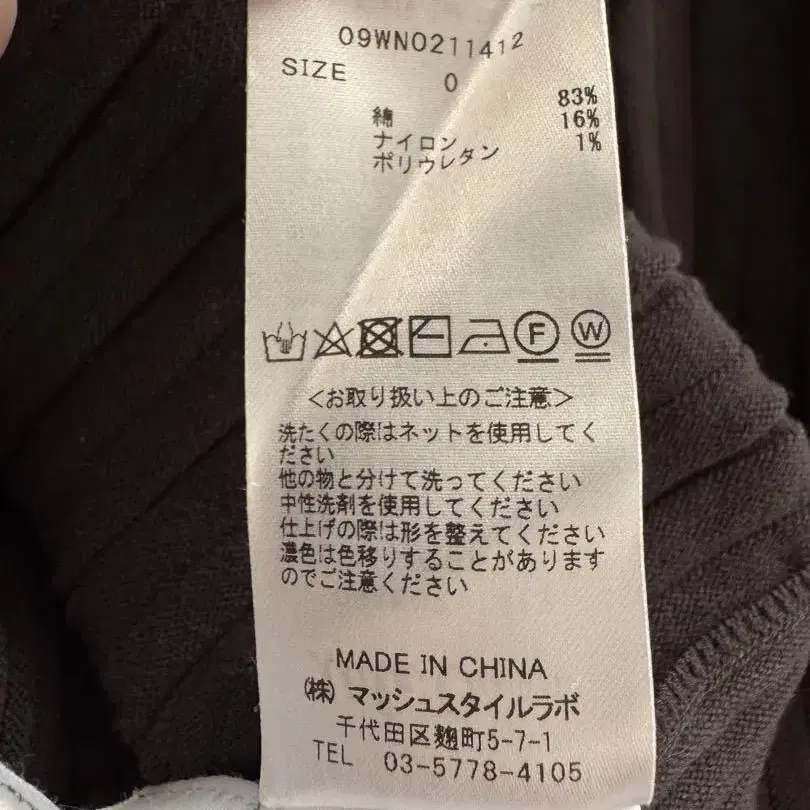 09WNO211412
SIZE 0
綿 83%
ナイロン 16%
ポリウレタン 1%
F W
<お取り扱い上のご注意>
洗たくの際はネットを使用してく
ださい
他の物と分けて洗ってください
中性洗剤を使用してください
仕上げの際は形を整えてください
濃色は色移りすることがあります
のでご注意ください
MADE IN CHINA
㈱ マッシュスタイルラボ
千代田区麹町5-7-1
TEL 03-5778-4105